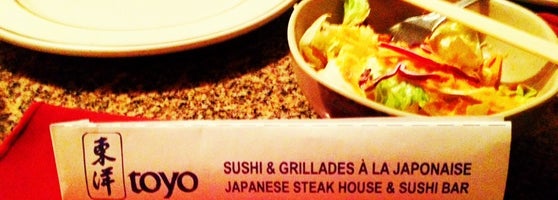 東洋
toyo
SUSHI & GRILLADES À LA JAPONAISE
JAPANESE STEAK HOUSE & SUSHI BAR